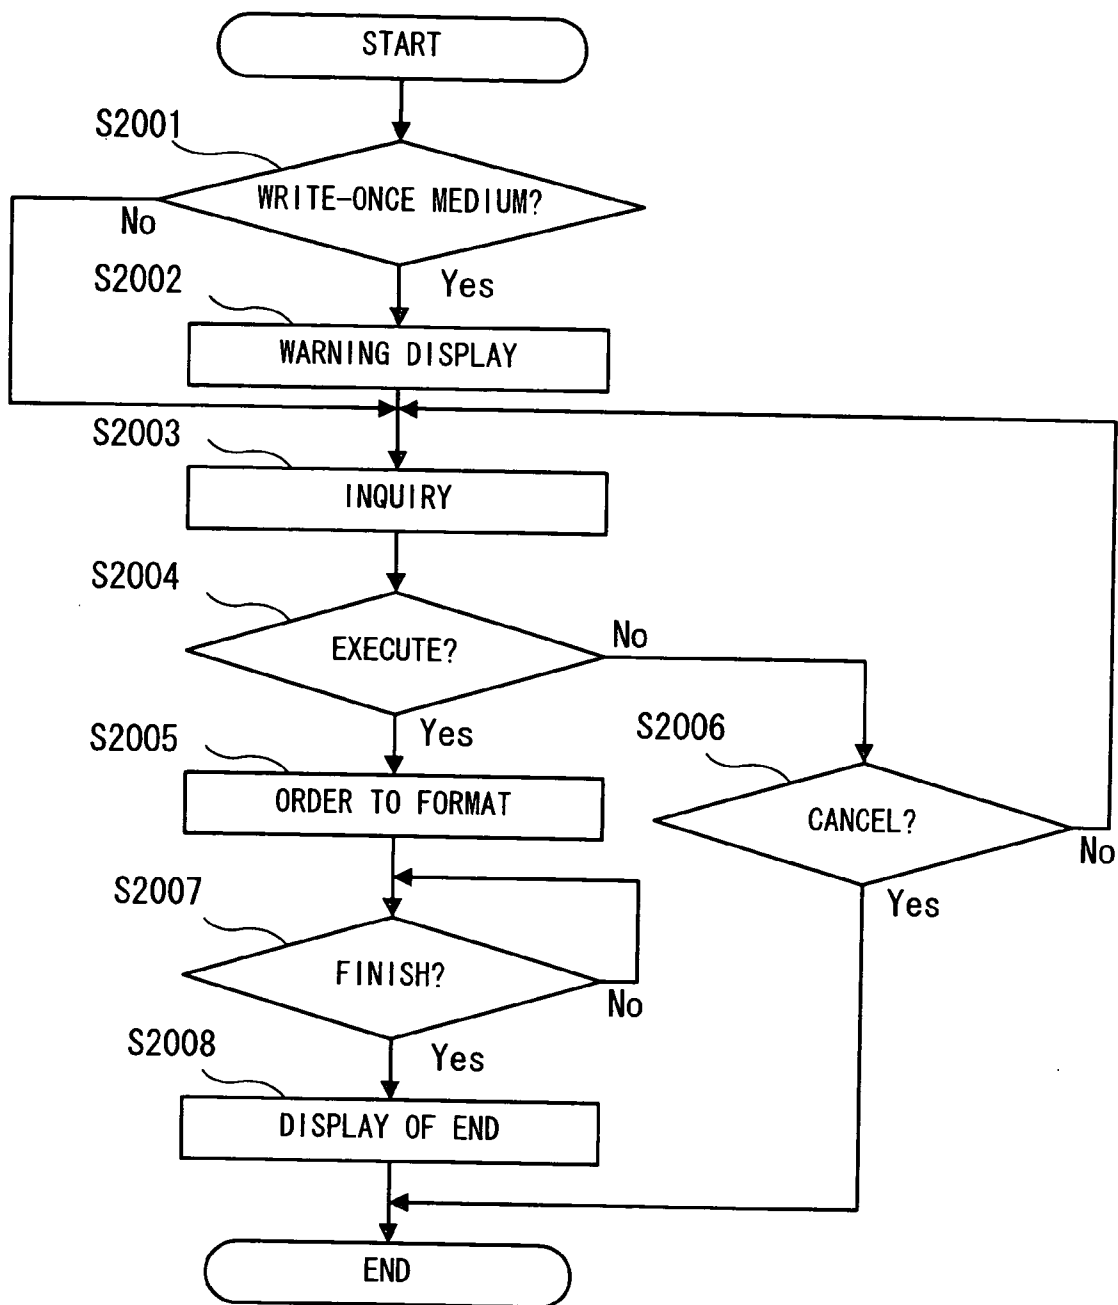 START
S2001
WRITE-ONCE MEDIUM?
No
Yes
S2002
WARNING DISPLAY
S2003
INQUIRY
S2004
EXECUTE?
No
Yes
S2005
ORDER TO FORMAT
S2006
CANCEL?
No
Yes
S2007
FINISH?
No
Yes
S2008
DISPLAY OF END
END